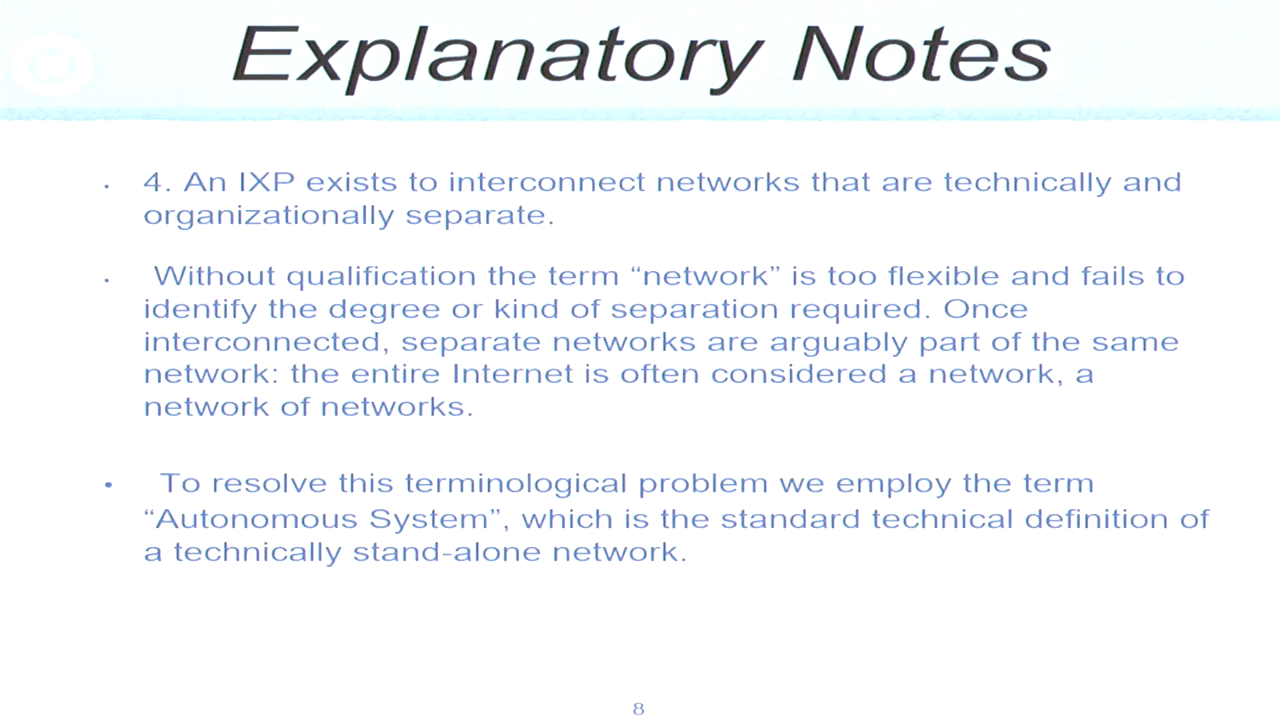 Explanatory Notes
• 4. An IXP exists to interconnect networks that are technically and
organizationally separate.
• Without qualification the term “network” is too flexible and fails to
identify the degree or kind of separation required. Once
interconnected, separate networks are arguably part of the same
network: the entire Internet is often considered a network, a
network of networks.
• To resolve this terminological problem we employ the term
“Autonomous System”, which is the standard technical definition of
a technically stand-alone network.
8